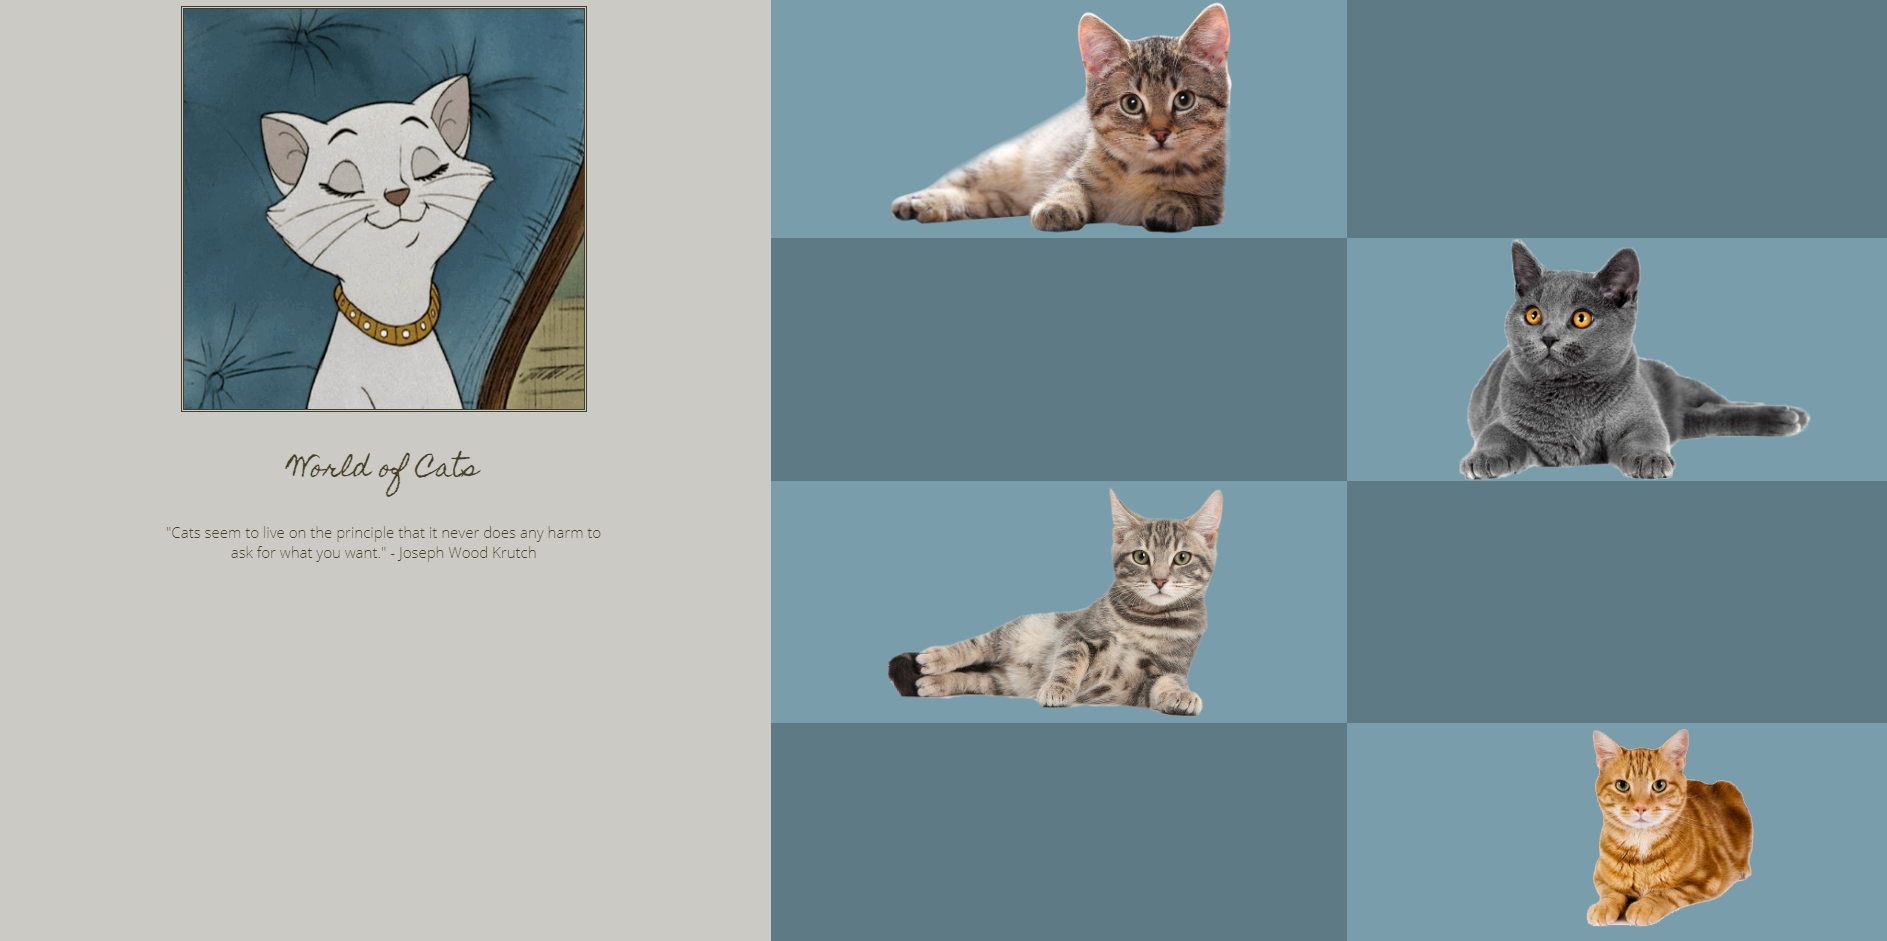 World of Cats
"Cats seem to live on the principle that it never does any harm to
ask for what you want." - Joseph Wood Krutch